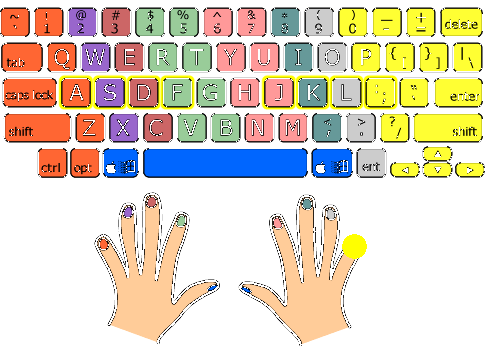 ~ ` ! 1 @ 2 # 3 $ 4 % 5 ^ 6 & 7 * 8 ( 9 ) 0 — - + = delete
tab Q W E R T Y U I O P { [ } ] | \
caps lock A S D F G H J K L : ; " ' enter
shift Z X C V B N M < , > . ? / shift
ctrl opt ent